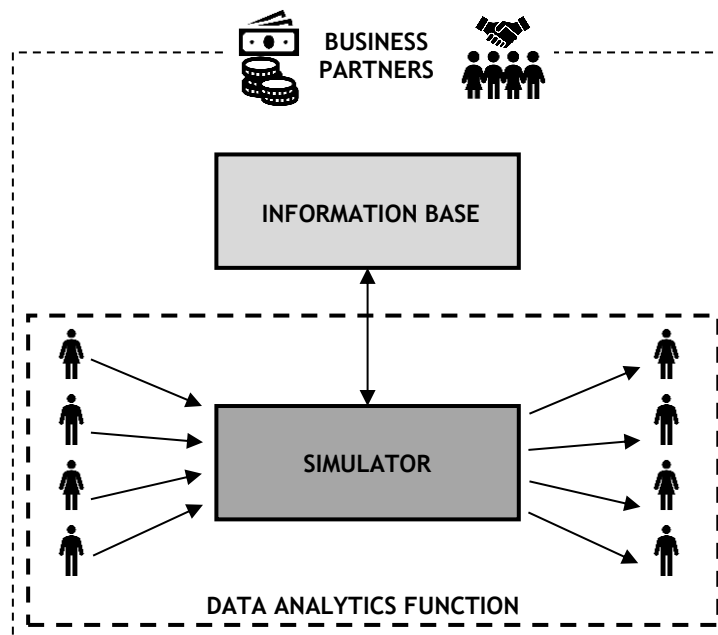 BUSINESS
PARTNERS
INFORMATION BASE
SIMULATOR
DATA ANALYTICS FUNCTION